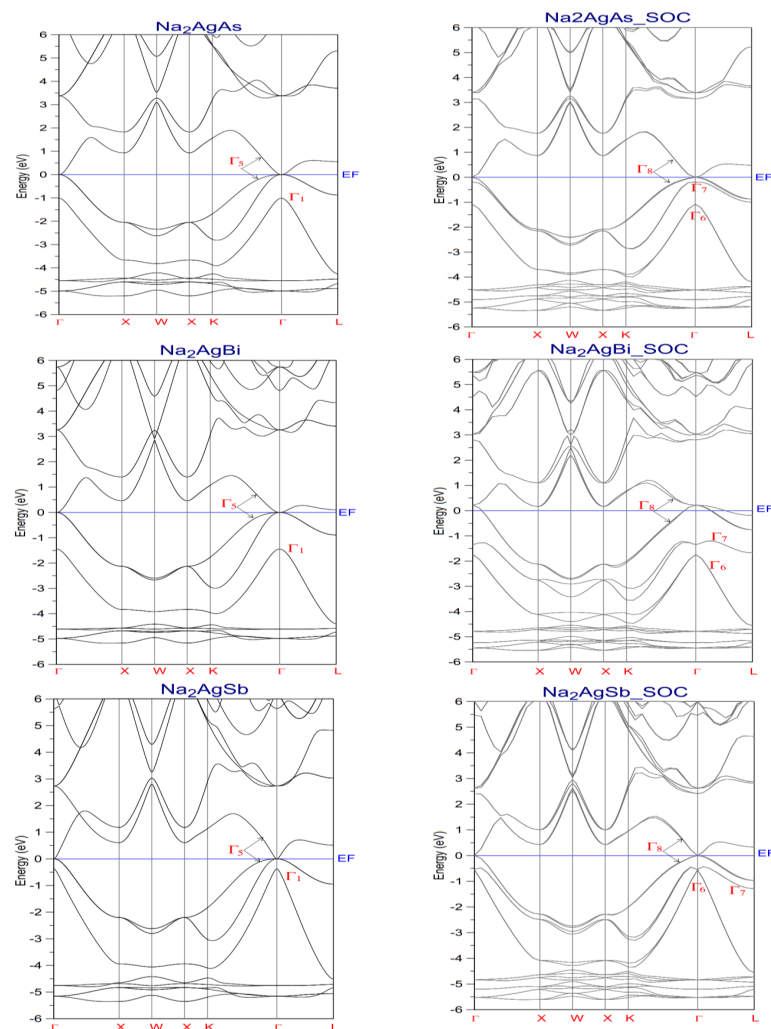 Na₂AgAs
6
5
4
3
2
1
0
-1
-2
-3
-4
-5
-6
Energy (eV)
Γ₅
Γ₁
EF
Γ X W X K Γ L
Na2AgAs_SOC
6
5
4
3
2
1
0
-1
-2
-3
-4
-5
-6
Energy (eV)
Γ₈
Γ₇
Γ₆
EF
Γ X W X K Γ L
Na₂AgBi
6
5
4
3
2
1
0
-1
-2
-3
-4
-5
-6
Energy (eV)
Γ₅
Γ₁
EF
Γ X W X K Γ L
Na₂AgBi_SOC
6
5
4
3
2
1
0
-1
-2
-3
-4
-5
-6
Energy (eV)
Γ₈
Γ₇
Γ₆
EF
Γ X W X K Γ L
Na₂AgSb
6
5
4
3
2
1
0
-1
-2
-3
-4
-5
-6
Energy (eV)
Γ₅
Γ₁
EF
Γ X W X K Γ L
Na₂AgSb_SOC
6
5
4
3
2
1
0
-1
-2
-3
-4
-5
-6
Energy (eV)
Γ₈
Γ₆ Γ₇
EF
Γ X W X K Γ L